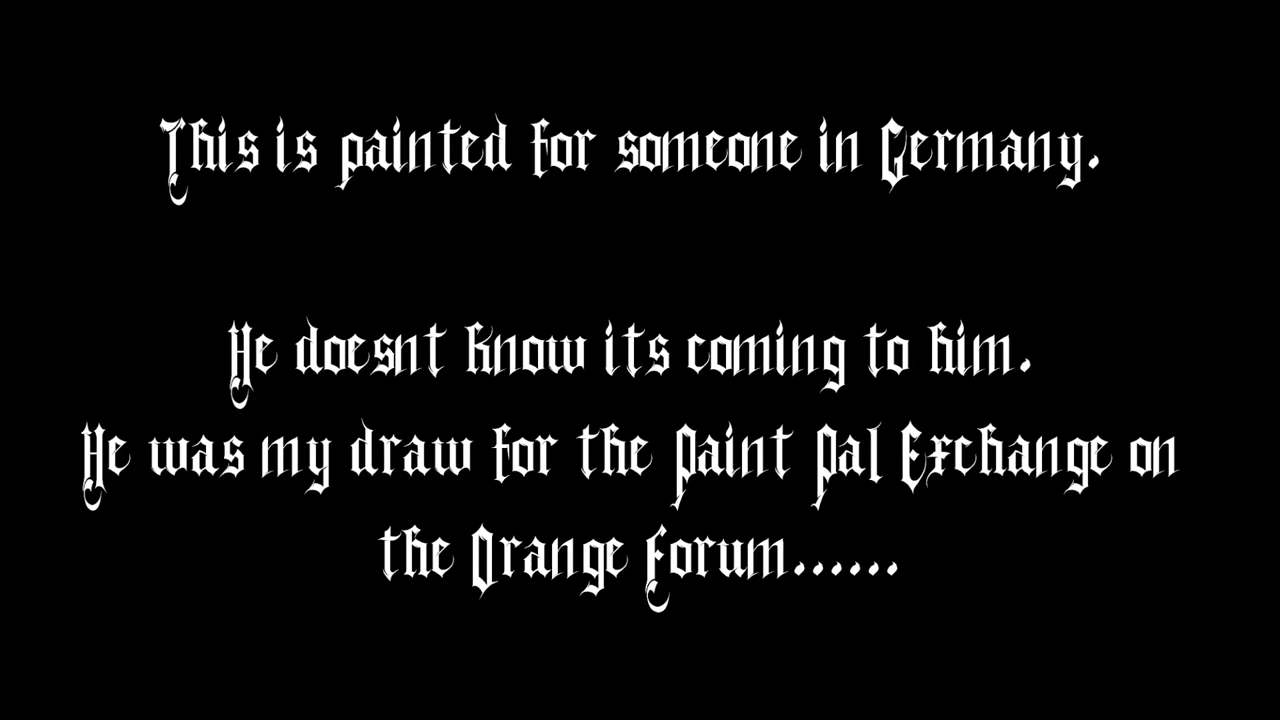 This is painted for someone in Germany.
He doesnt know its coming to him.
He was my draw for the Paint Pal Exchange on
the Orange Forum......